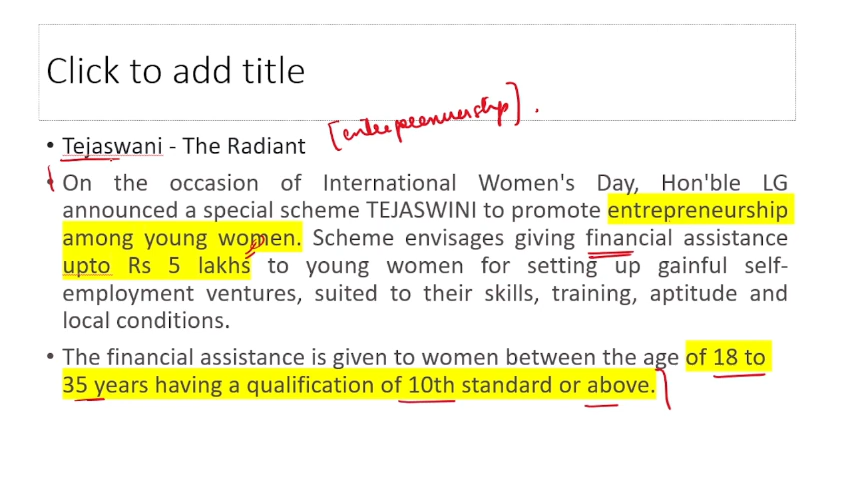 Click to add title
[entrepreneurship].
• Tejaswani - The Radiant
• On the occasion of International Women's Day, Hon'ble LG
announced a special scheme TEJASWINI to promote entrepreneurship
among young women. Scheme envisages giving financial assistance
upto Rs 5 lakhs to young women for setting up gainful self-
employment ventures, suited to their skills, training, aptitude and
local conditions.
• The financial assistance is given to women between the age of 18 to
35 years having a qualification of 10th standard or above.